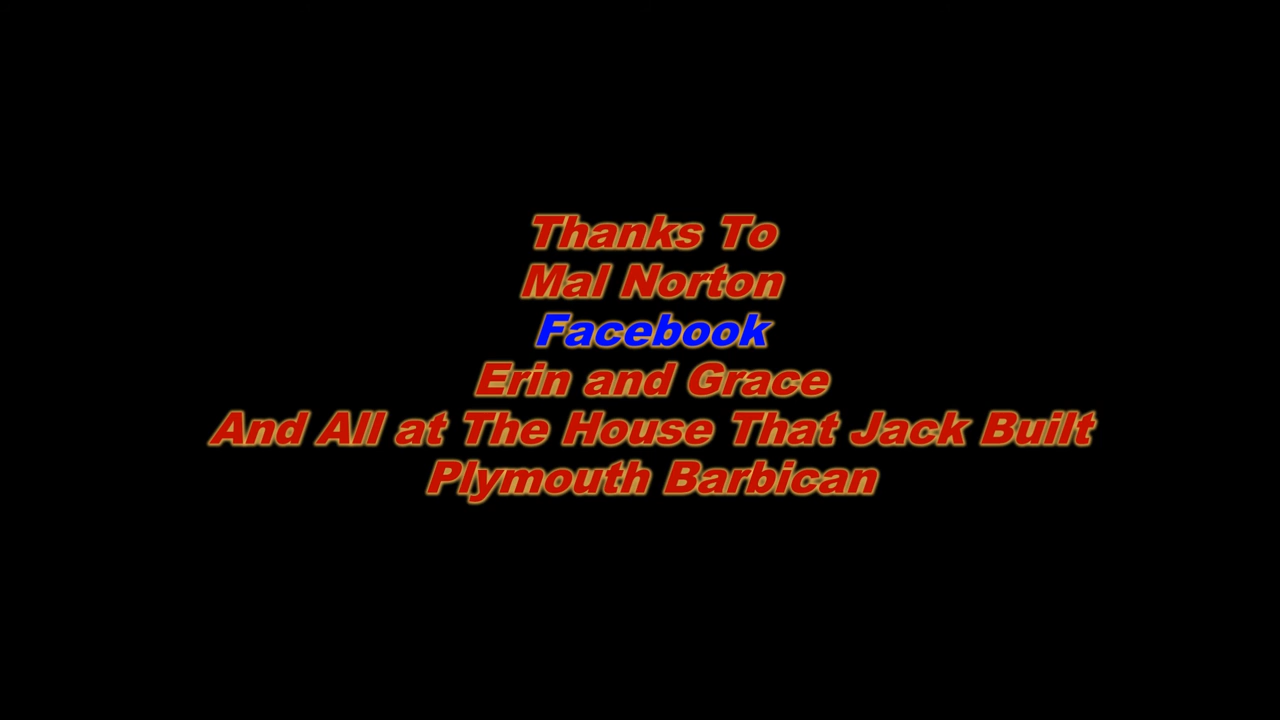 Thanks To
Mal Norton
Facebook
Erin and Grace
And All at The House That Jack Built
Plymouth Barbican